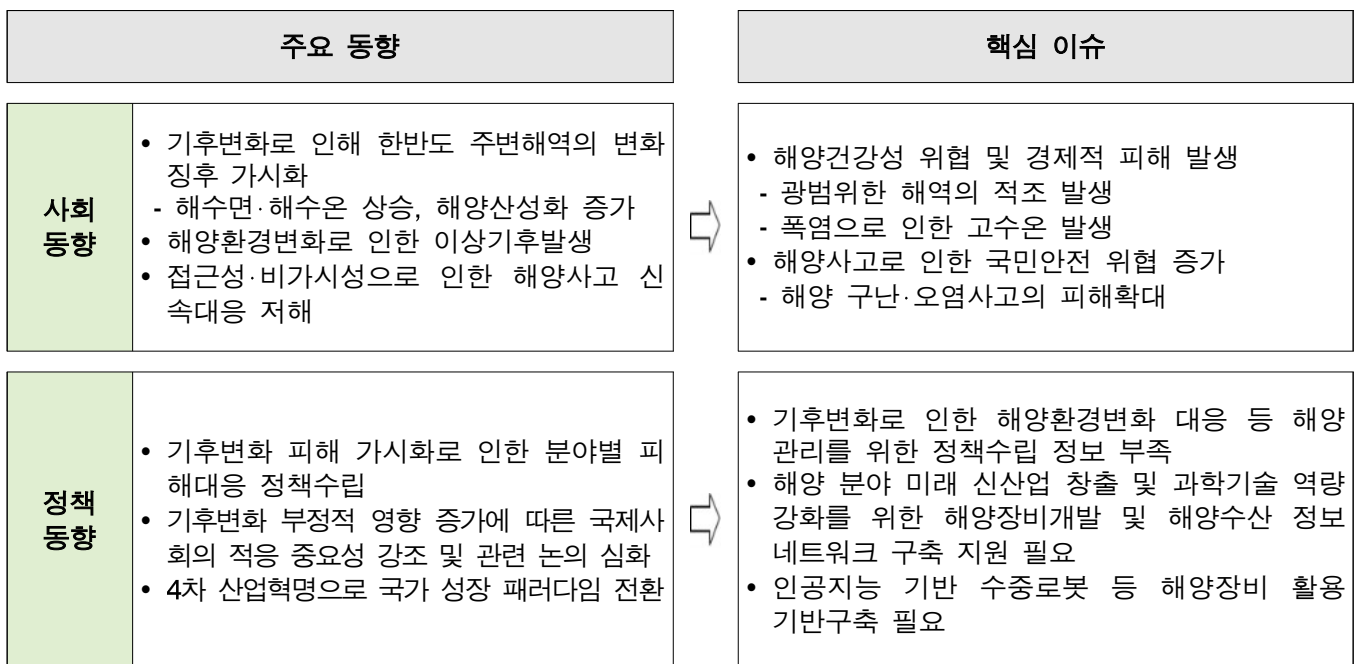 주요 동향
핵심 이슈
사회
동향
• 기후변화로 인해 한반도 주변해역의 변화
징후 가시화
- 해수면·해수온 상승, 해양산성화 증가
• 해양환경변화로 인한 이상기후발생
• 접근성·비가시성으로 인한 해양사고 신
속대응 저해
• 해양건강성 위협 및 경제적 피해 발생
- 광범위한 해역의 적조 발생
- 폭염으로 인한 고수온 발생
• 해양사고로 인한 국민안전 위협 증가
- 해양 구난·오염사고의 피해확대
정책
동향
• 기후변화 피해 가시화로 인한 분야별 피
해대응 정책수립
• 기후변화 부정적 영향 증가에 따른 국제사
회의 적응 중요성 강조 및 관련 논의 심화
• 4차 산업혁명으로 국가 성장 패러다임 전환
• 기후변화로 인한 해양환경변화 대응 등 해양
관리를 위한 정책수립 정보 부족
• 해양 분야 미래 신산업 창출 및 과학기술 역량
강화를 위한 해양장비개발 및 해양수산 정보
네트워크 구축 지원 필요
• 인공지능 기반 수중로봇 등 해양장비 활용
기반구축 필요